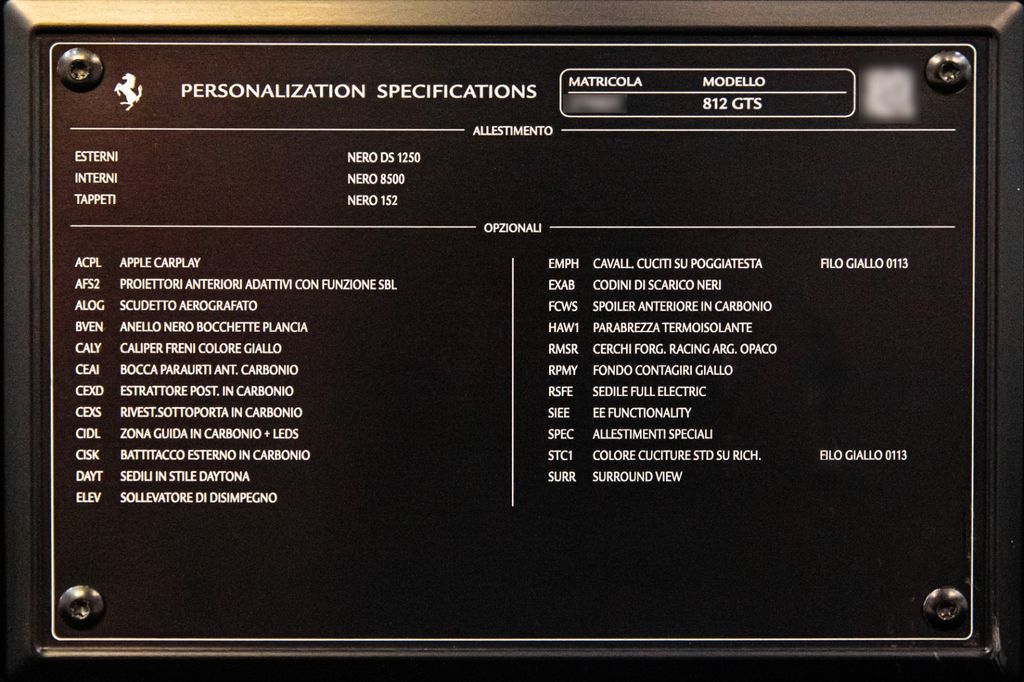 PERSONALIZATION SPECIFICATIONS
MATRICOLA MODELLO
812 GTS
ALLESTIMENTO
ESTERNI NERO DS 1250
INTERNI NERO 8500
TAPPETI NERO 152
OPZIONALI
ACPL APPLE CARPLAY
AFS2 PROIETTORI ANTERIORI ADATTIVI CON FUNZIONE SBL
ALOG SCUDETTO AEROGRAFATO
BVEN ANELLO NERO BOCCHETTE PLANCIA
CALY CALIPER FRENI COLORE GIALLO
CEAI BOCCA PARAURTI ANT. CARBONIO
CEXD ESTRATTORE POST. IN CARBONIO
CEXS RIVEST.SOTTOPORTA IN CARBONIO
CIDL ZONA GUIDA IN CARBONIO + LEDS
CISK BATTITACCO ESTERNO IN CARBONIO
DAYT SEDILI IN STILE DAYTONA
ELEV SOLLEVATORE DI DISIMPEGNO
EMPH CAVALL. CUCITI SU POGGIATESTA FILO GIALLO 0113
EXAB CODINI DI SCARICO NERI
FCWS SPOILER ANTERIORE IN CARBONIO
HAW1 PARABREZZA TERMOISOLANTE
RMSR CERCHI FORG. RACING ARG. OPACO
RPMY FONDO CONTAGIRI GIALLO
RSFE SEDILE FULL ELECTRIC
SIEE EE FUNCTIONALITY
SPEC ALLESTIMENTI SPECIALI
STC1 COLORE CUCITURE STD SU RICH. FILO GIALLO 0113
SURR SURROUND VIEW